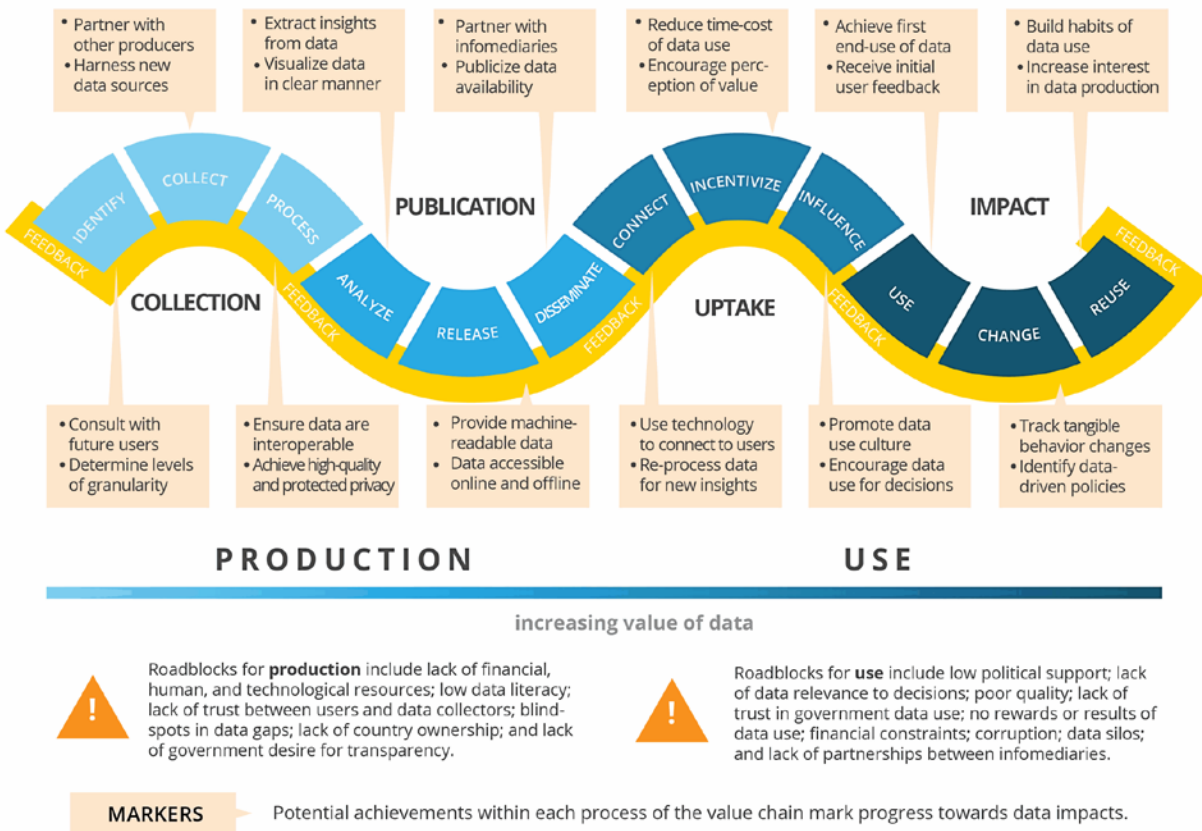 • Partner with
other producers
• Harness new
data sources
• Extract insights
from data
• Visualize data
in clear manner
• Partner with
infomediaries
• Publicize data
availability
• Reduce time-cost
of data use
• Encourage perc-
eption of value
• Achieve first
end-use of data
• Receive initial
user feedback
• Build habits of
data use
• Increase interest
in data production
FEEDBACK
IDENTIFY
COLLECT
PROCESS
COLLECTION
FEEDBACK
PUBLICATION
ANALYZE
RELEASE
DISSEMINATE
FEEDBACK
CONNECT
INCENTIVIZE
INFLUENCE
UPTAKE
FEEDBACK
IMPACT
USE
CHANGE
REUSE
FEEDBACK
• Consult with
future users
• Determine levels
of granularity
• Ensure data are
interoperable
• Achieve high-quality
and protected privacy
• Provide machine-
readable data
• Data accessible
online and offline
• Use technology
to connect to users
• Re-process data
for new insights
• Promote data
use culture
• Encourage data
use for decisions
• Track tangible
behavior changes
• Identify data-
driven policies
PRODUCTION
USE
increasing value of data
!
Roadblocks for production include lack of financial,
human, and technological resources; low data literacy;
lack of trust between users and data collectors; blind-
spots in data gaps; lack of country ownership; and lack
of government desire for transparency.
!
Roadblocks for use include low political support; lack
of data relevance to decisions; poor quality; lack of
trust in government data use; no rewards or results of
data use; financial constraints; corruption; data silos;
and lack of partnerships between infomediaries.
MARKERS
Potential achievements within each process of the value chain mark progress towards data impacts.